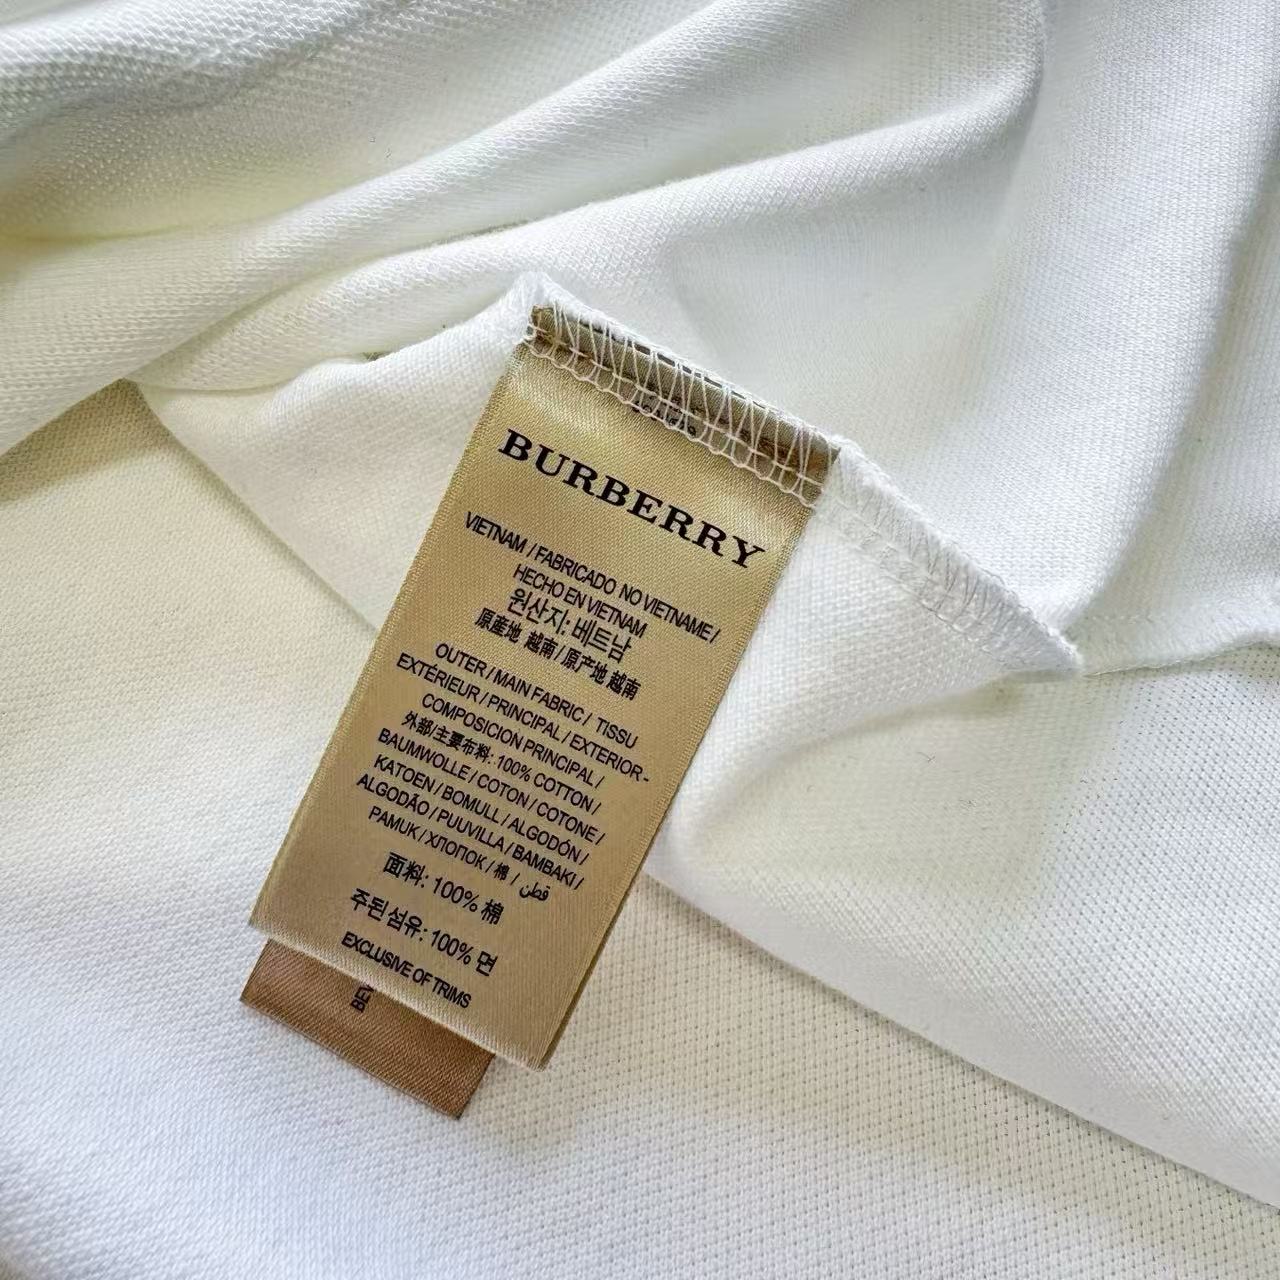 BURBERRY
VIETNAM / FABRICADO NO VIETNAME /
HECHO EN VIETNAM
원산지: 베트남
原產地 越南 / 原产地 越南
OUTER / MAIN FABRIC / TISSU
EXTÉRIEUR / PRINCIPAL / EXTERIOR-
COMPOSICION PRINCIPAL /
外部/主要布料: 100% COTTON /
BAUMWOLLE / COTON / COTONE /
KATOEN / BOMULL / ALGODÓN /
ALGODÃO / PUUVILLA / BAMBAKI /
PAMUK / ХЛОПОК / 棉 / قطن
面料: 100% 棉
주된 섬유: 100% 면
EXCLUSIVE OF TRIMS